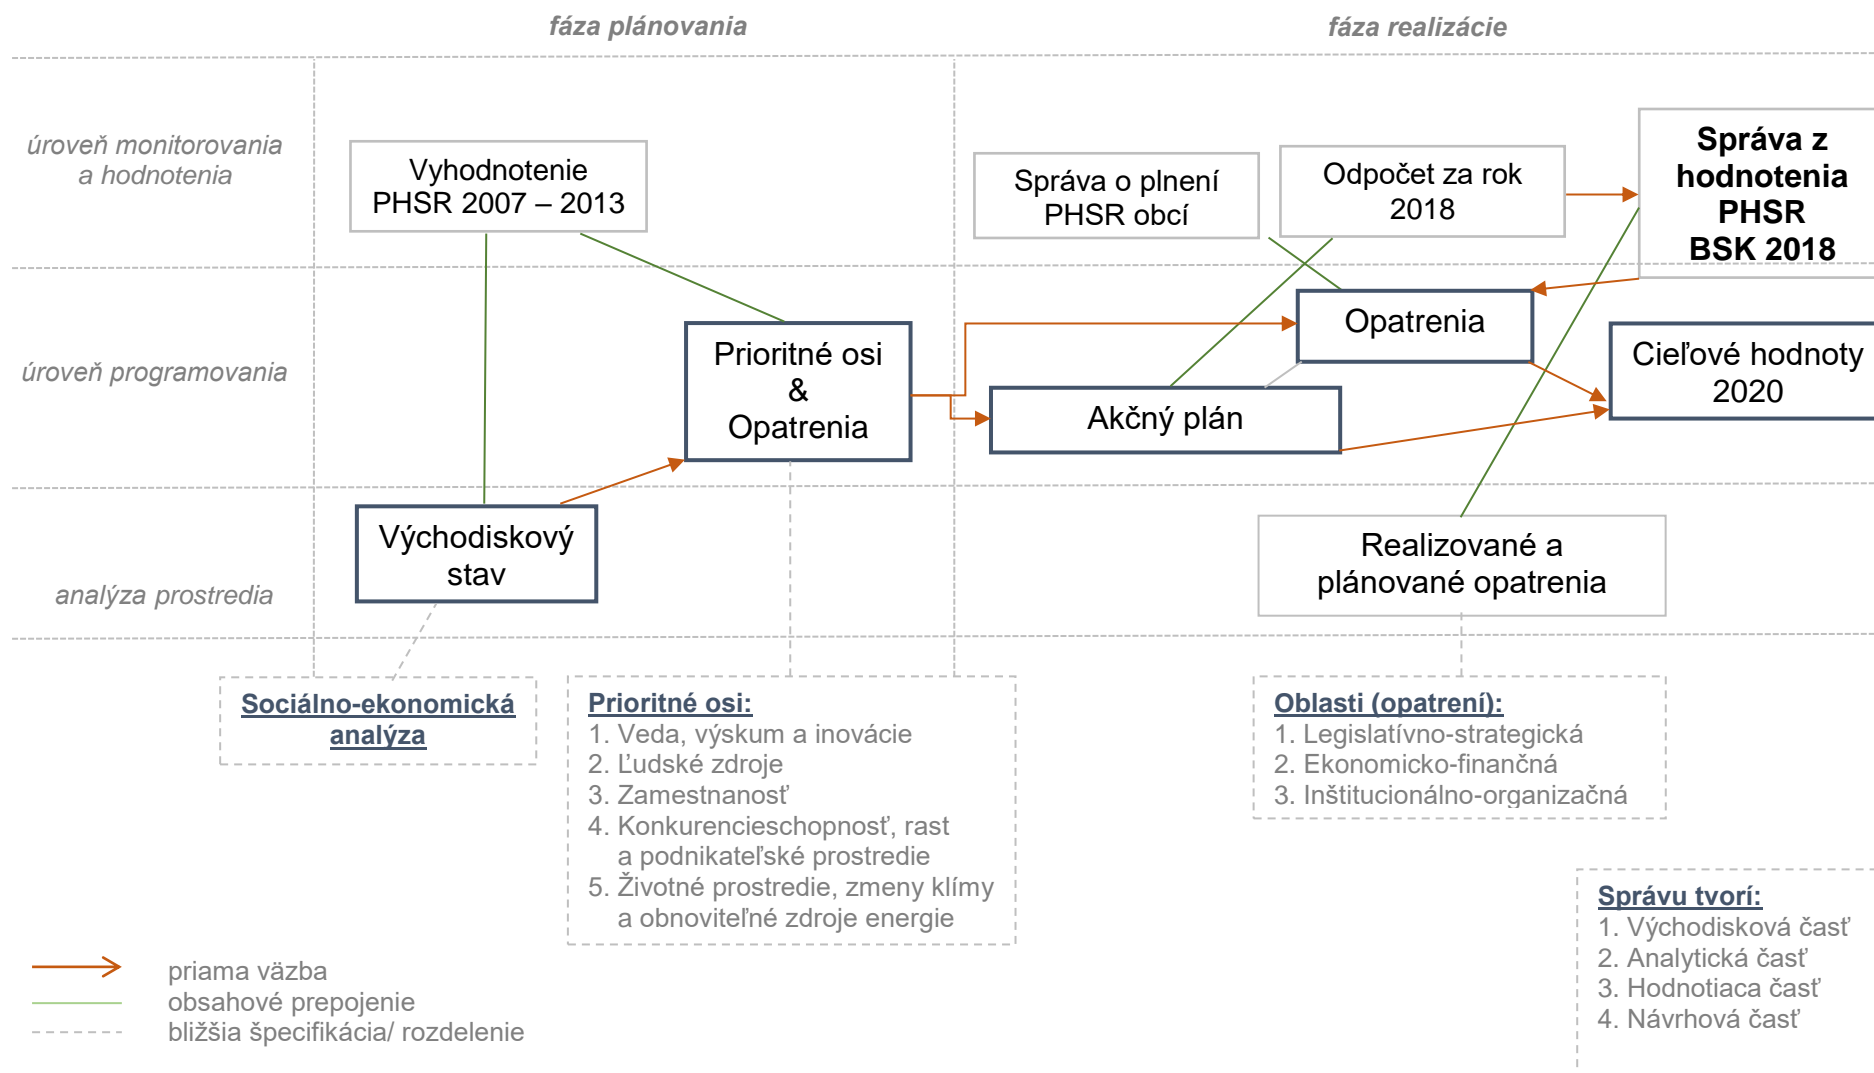 fáza plánovania
fáza realizácie
úroveň monitorovania
a hodnotenia
Vyhodnotenie
PHSR 2007 – 2013
Správa o plnení
PHSR obcí
Odpočet za rok
2018
Správa z
hodnotenia
PHSR
BSK 2018
úroveň programovania
Prioritné osi
&
Opatrenia
Opatrenia
Akčný plán
Cieľové hodnoty
2020
analýza prostredia
Východiskový
stav
Realizované a
plánované opatrenia
Sociálno-ekonomická
analýza
Prioritné osi:
1. Veda, výskum a inovácie
2. Ľudské zdroje
3. Zamestnanosť
4. Konkurencieschopnosť, rast
a podnikateľské prostredie
5. Životné prostredie, zmeny klímy
a obnoviteľné zdroje energie
Oblasti (opatrení):
1. Legislatívno-strategická
2. Ekonomicko-finančná
3. Inštitucionálno-organizačná
Správu tvorí:
1. Východisková časť
2. Analytická časť
3. Hodnotiaca časť
4. Návrhová časť
priama väzba
obsahové prepojenie
bližšia špecifikácia/ rozdelenie